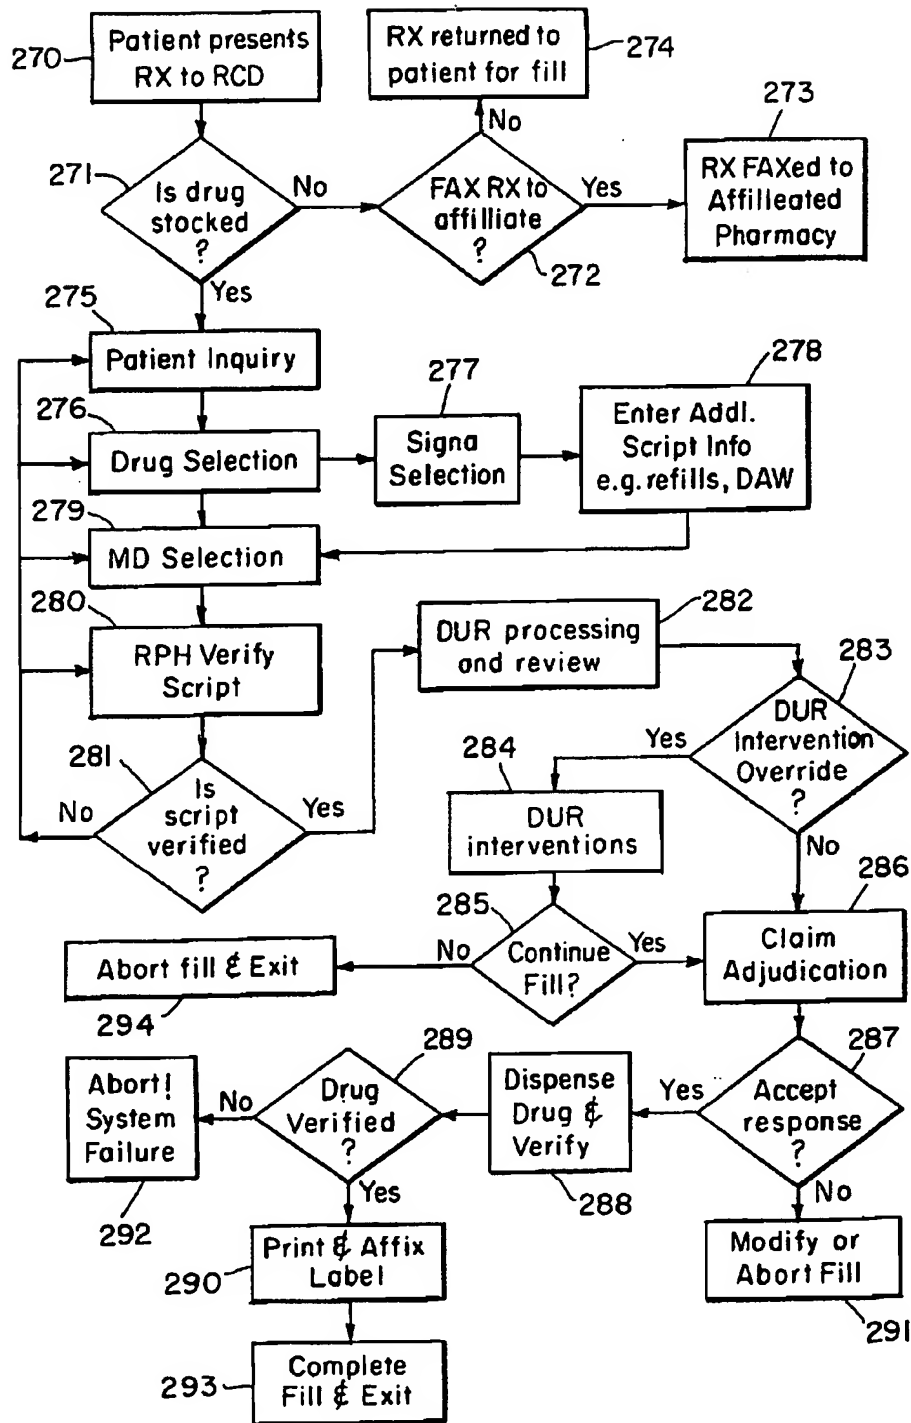 270
Patient presents
RX to RCD
RX returned to
patient for fill
274
No
273
271
Is drug
stocked
?
No
FAX RX to
affilliate
?
272
Yes
RX FAXed to
Affilleated
Pharmacy
Yes
275
Patient Inquiry
276
Drug Selection
277
Signa
Selection
278
Enter Addl.
Script Info
e.g. refills, DAW
279
MD Selection
280
RPH Verify
Script
282
DUR processing
and review
283
DUR
Intervention
Override
?
Yes
No
281
Is
script
verified
?
No
Yes
284
DUR
interventions
285
Continue
Fill?
No
Yes
286
Claim
Adjudication
Abort fill & Exit
294
287
Accept
response
?
Yes
No
Dispense
Drug &
Verify
288
289
Drug
Verified
?
No
Yes
Abort!
System
Failure
292
290
Print & Affix
Label
Modify or
Abort Fill
291
293
Complete
Fill & Exit